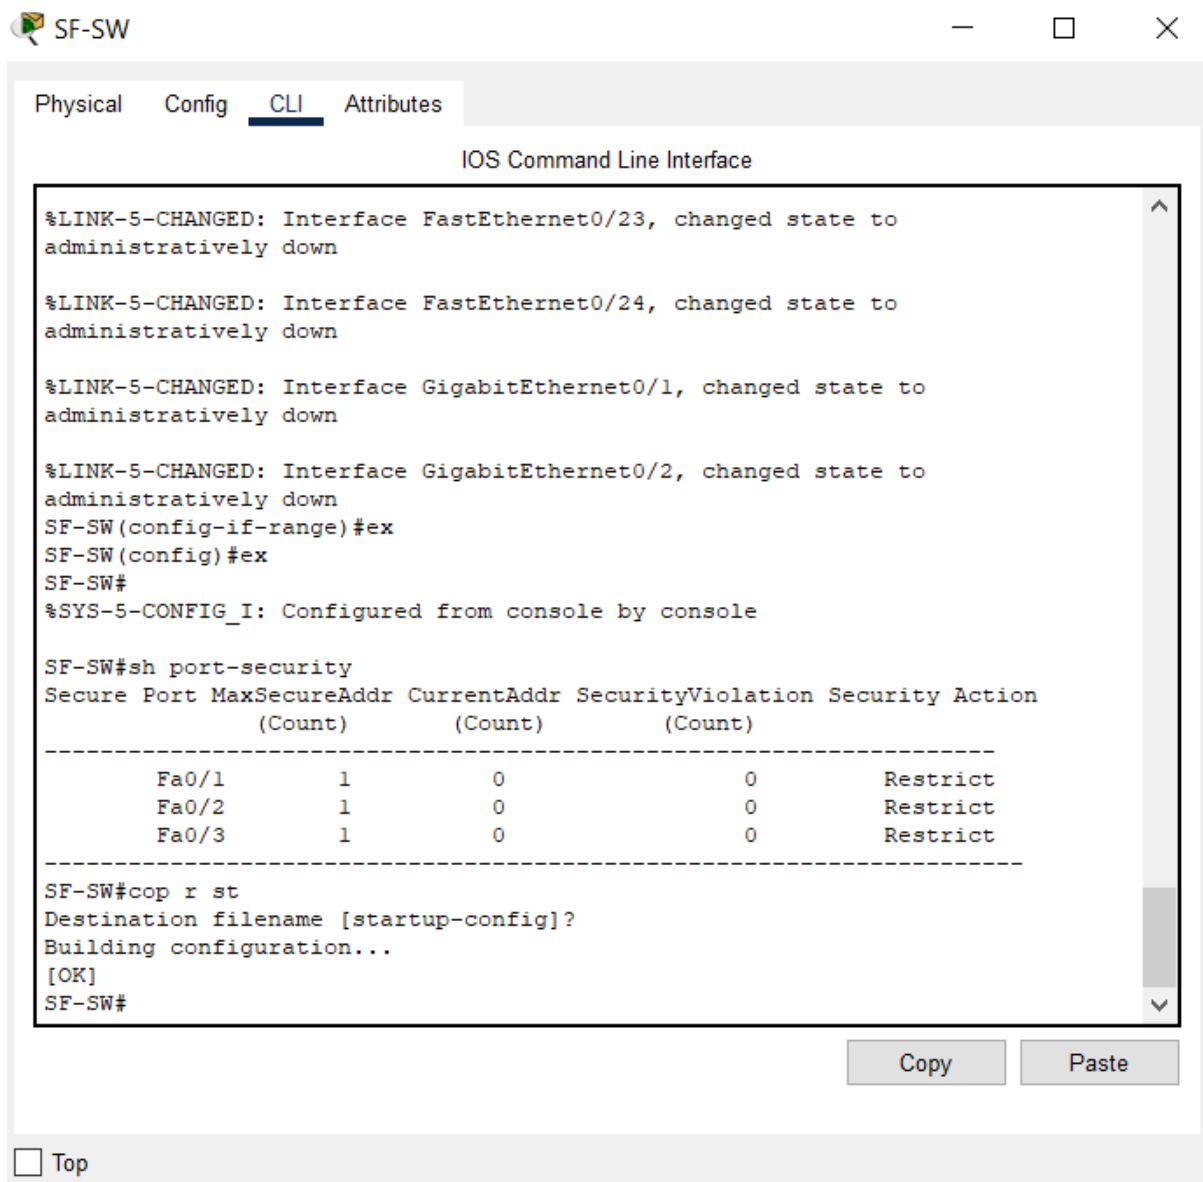 SF-SW
Physical Config CLI Attributes
IOS Command Line Interface
%LINK-5-CHANGED: Interface FastEthernet0/23, changed state to
administratively down
%LINK-5-CHANGED: Interface FastEthernet0/24, changed state to
administratively down
%LINK-5-CHANGED: Interface GigabitEthernet0/1, changed state to
administratively down
%LINK-5-CHANGED: Interface GigabitEthernet0/2, changed state to
administratively down
SF-SW(config-if-range)#ex
SF-SW(config)#ex
SF-SW#
%SYS-5-CONFIG_I: Configured from console by console
SF-SW#sh port-security
Secure Port MaxSecureAddr CurrentAddr SecurityViolation Security Action
(Count) (Count) (Count)
--------------------------------------------------------------------
Fa0/1 1 0 0 Restrict
Fa0/2 1 0 0 Restrict
Fa0/3 1 0 0 Restrict
----------------------------------------------------------------------
SF-SW#cop r st
Destination filename [startup-config]?
Building configuration...
[OK]
SF-SW#
Copy Paste
Top